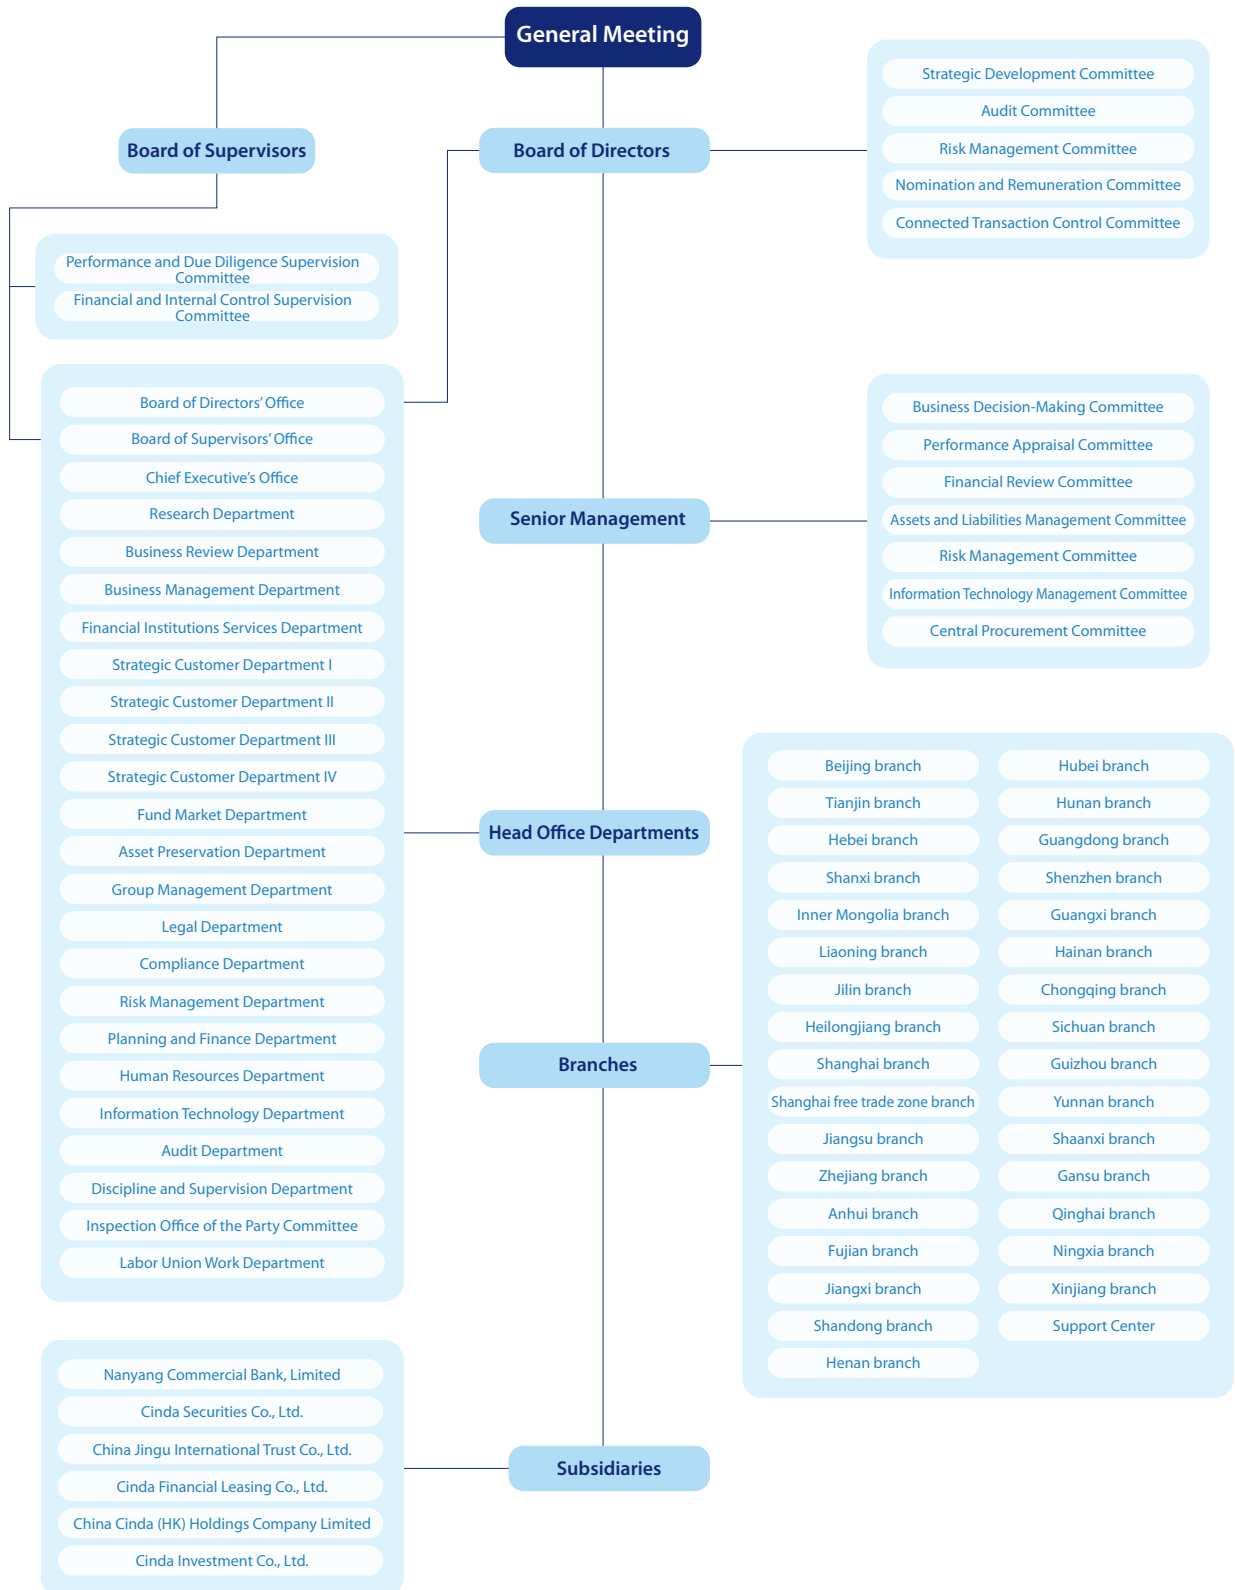 General Meeting
Strategic Development Committee
Audit Committee
Risk Management Committee
Nomination and Remuneration Committee
Connected Transaction Control Committee
Board of Supervisors
Board of Directors
Performance and Due Diligence Supervision
Committee
Financial and Internal Control Supervision
Committee
Board of Directors' Office
Board of Supervisors' Office
Chief Executive's Office
Research Department
Business Review Department
Business Management Department
Financial Institutions Services Department
Strategic Customer Department I
Strategic Customer Department II
Strategic Customer Department III
Strategic Customer Department IV
Fund Market Department
Asset Preservation Department
Group Management Department
Legal Department
Compliance Department
Risk Management Department
Planning and Finance Department
Human Resources Department
Information Technology Department
Audit Department
Discipline and Supervision Department
Inspection Office of the Party Committee
Labor Union Work Department
Senior Management
Business Decision-Making Committee
Performance Appraisal Committee
Financial Review Committee
Assets and Liabilities Management Committee
Risk Management Committee
Information Technology Management Committee
Central Procurement Committee
Head Office Departments
Branches
Beijing branch
Tianjin branch
Hebei branch
Shanxi branch
Inner Mongolia branch
Liaoning branch
Jilin branch
Heilongjiang branch
Shanghai branch
Shanghai free trade zone branch
Jiangsu branch
Zhejiang branch
Anhui branch
Fujian branch
Jiangxi branch
Shandong branch
Henan branch
Hubei branch
Hunan branch
Guangdong branch
Shenzhen branch
Guangxi branch
Hainan branch
Chongqing branch
Sichuan branch
Guizhou branch
Yunnan branch
Shaanxi branch
Gansu branch
Qinghai branch
Ningxia branch
Xinjiang branch
Support Center
Subsidiaries
Nanyang Commercial Bank, Limited
Cinda Securities Co., Ltd.
China Jingu International Trust Co., Ltd.
Cinda Financial Leasing Co., Ltd.
China Cinda (HK) Holdings Company Limited
Cinda Investment Co., Ltd.